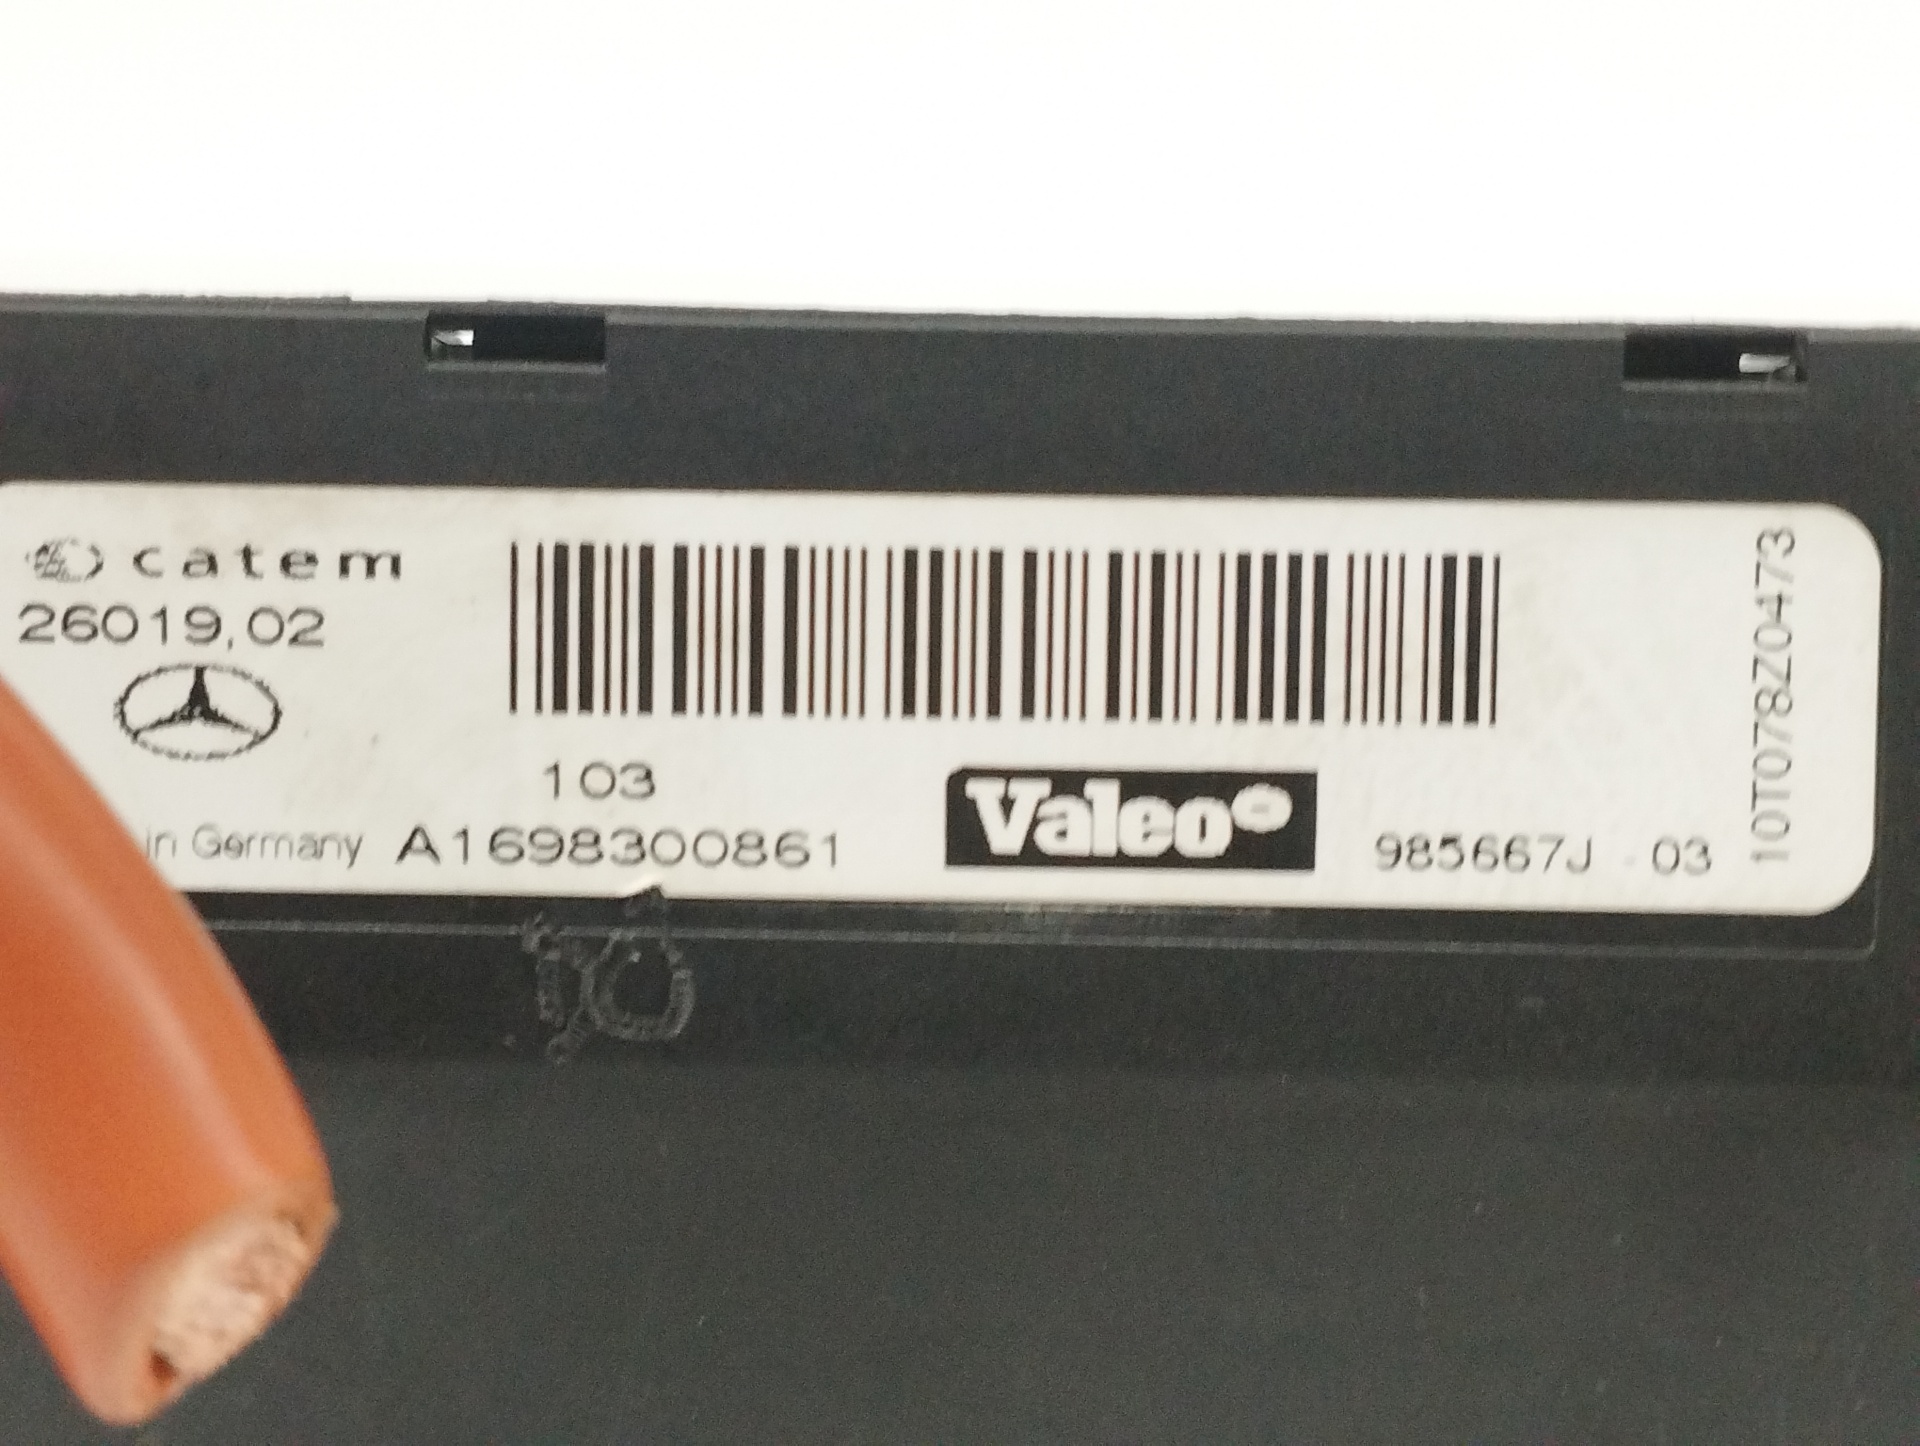 catem
26019,02
103
in Germany A1698300861
Valeo
985667J - 03
10T078Z0473